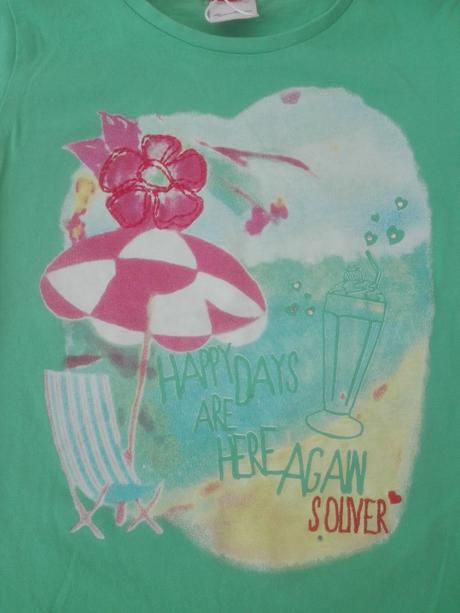 HAPPY DAYS
ARE
HERE AGAIN
S OLIVER